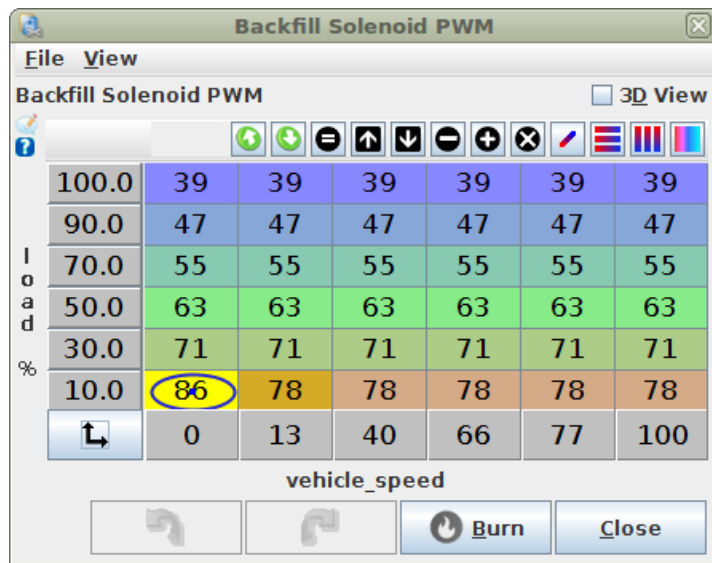 Backfill Solenoid PWM
File View
Backfill Solenoid PWM 3D View
load %
100.0 39 39 39 39 39 39
90.0 47 47 47 47 47 47
70.0 55 55 55 55 55 55
50.0 63 63 63 63 63 63
30.0 71 71 71 71 71 71
10.0 86 78 78 78 78 78
0 13 40 66 77 100
vehicle_speed
Burn Close